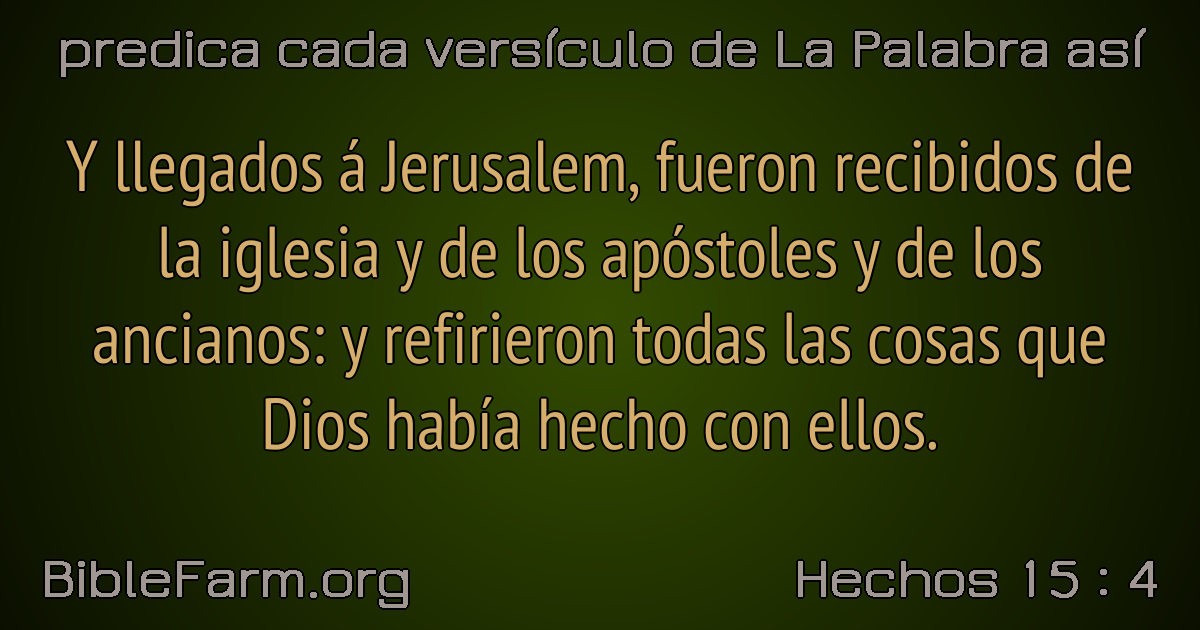 predica cada versículo de La Palabra así
Y llegados á Jerusalem, fueron recibidos de
la iglesia y de los apóstoles y de los
ancianos: y refirieron todas las cosas que
Dios había hecho con ellos.
BibleFarm.org
Hechos 15 : 4